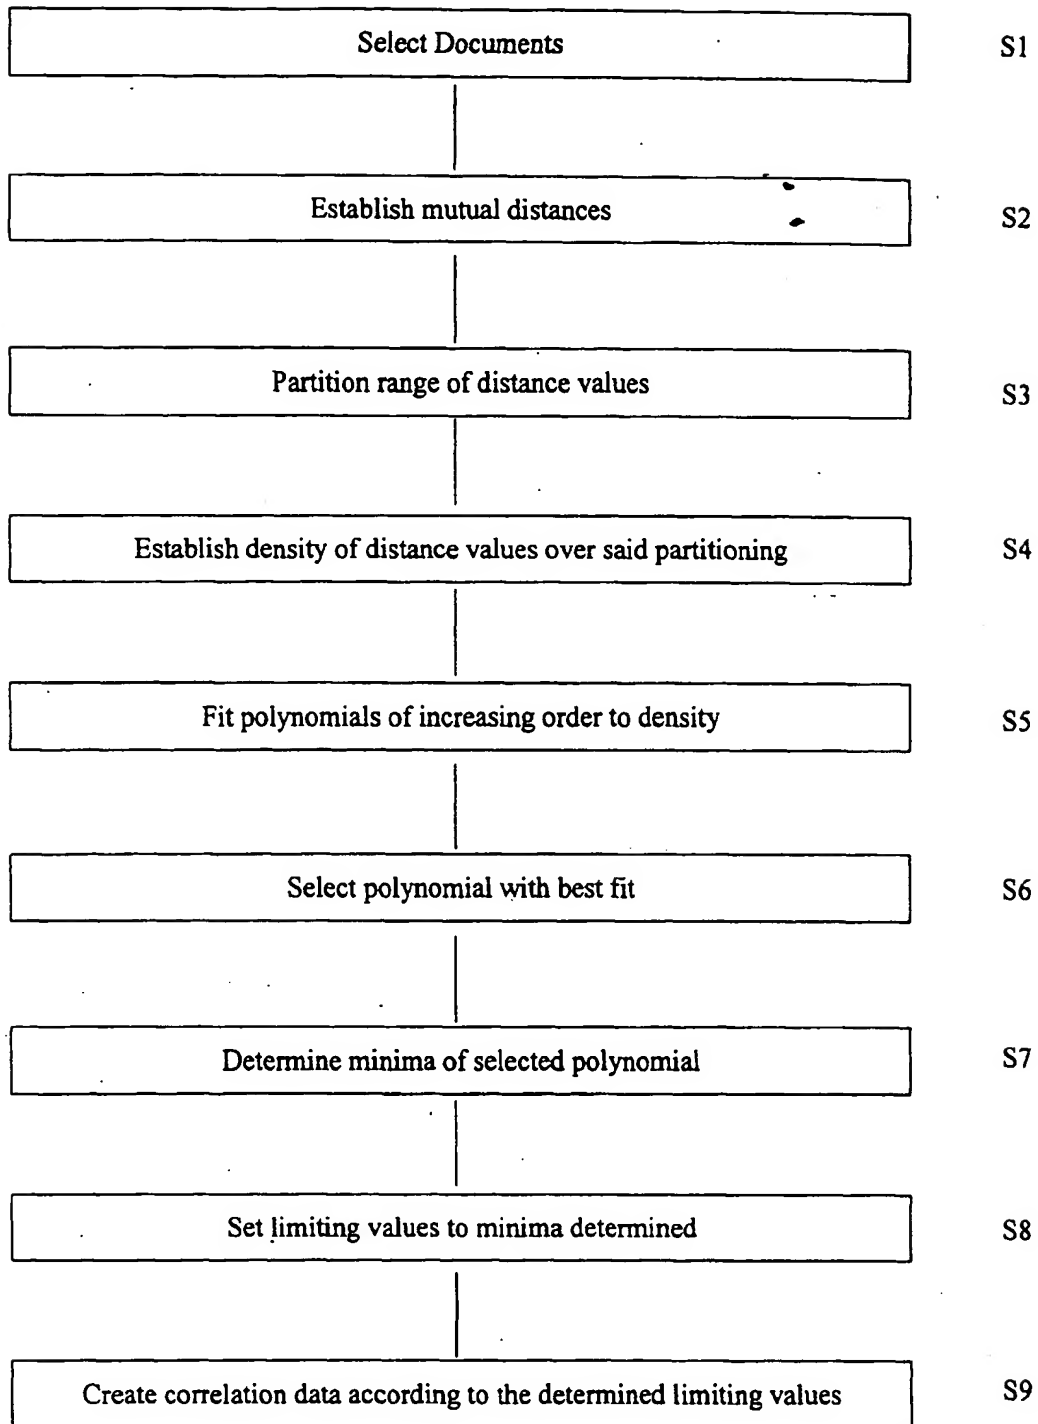 Select Documents S1
Establish mutual distances S2
Partition range of distance values S3
Establish density of distance values over said partitioning S4
Fit polynomials of increasing order to density S5
Select polynomial with best fit S6
Determine minima of selected polynomial S7
Set limiting values to minima determined S8
Create correlation data according to the determined limiting values S9